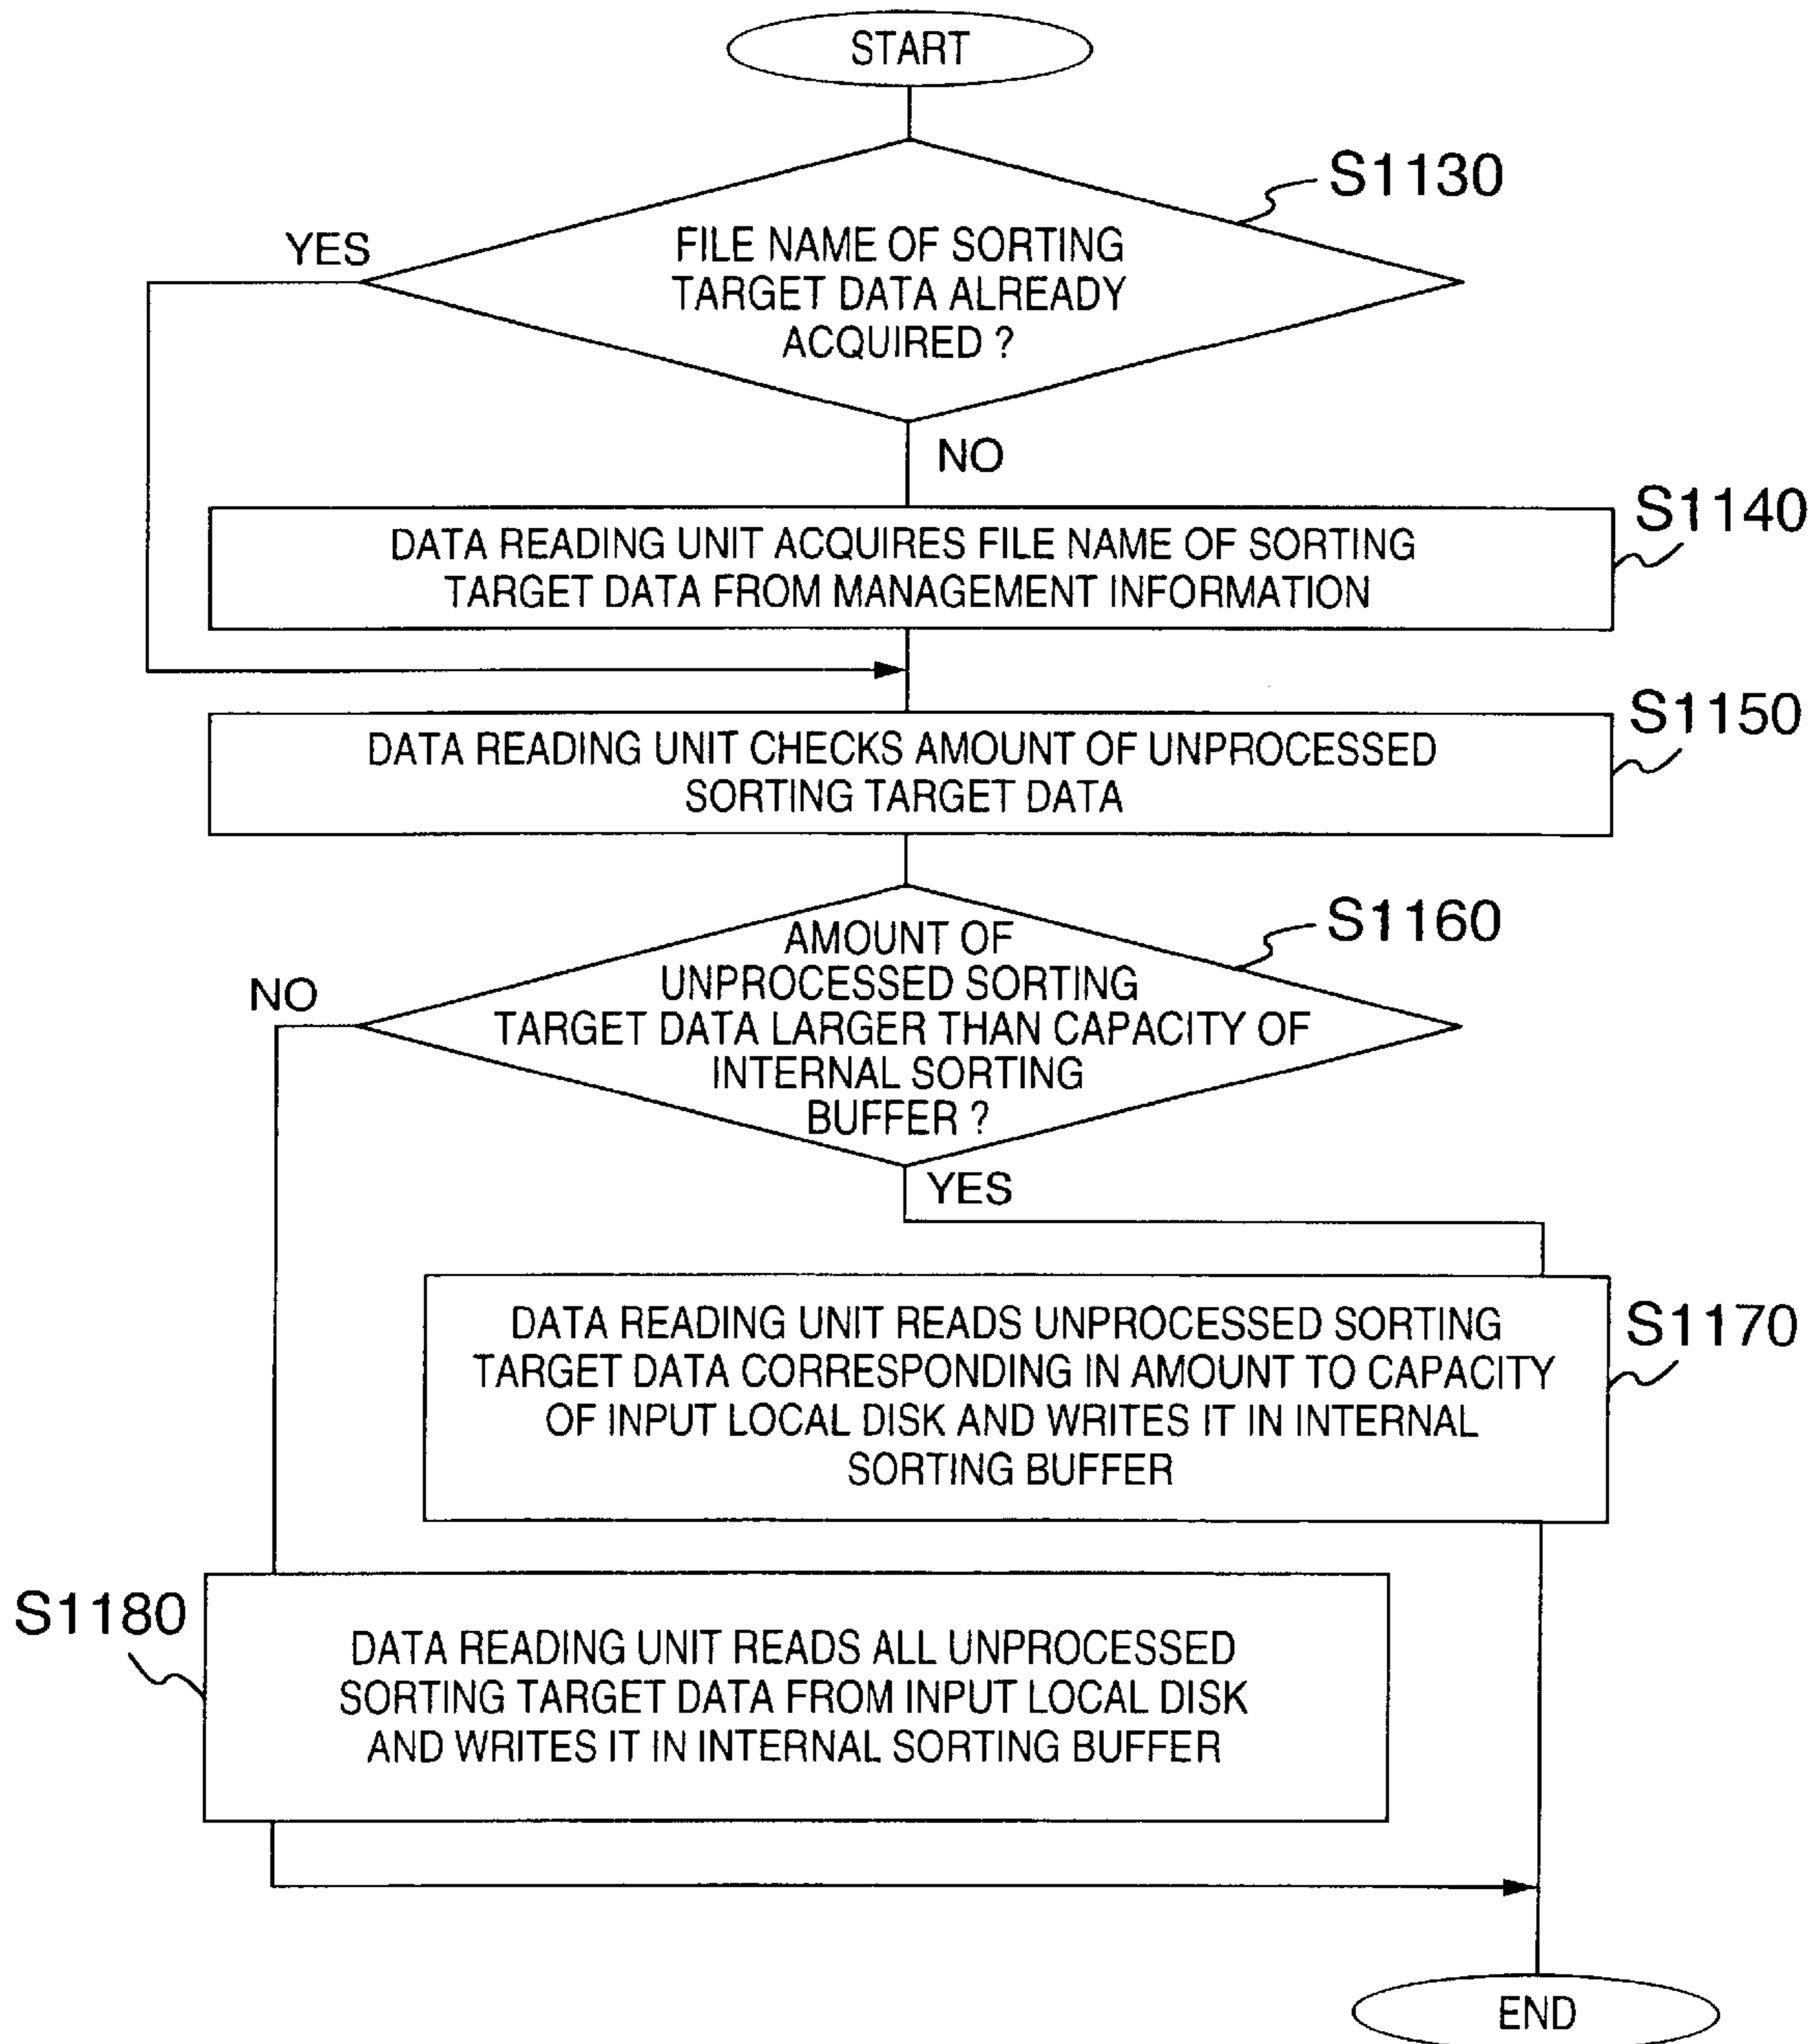 START
S1130
YES
FILE NAME OF SORTING
TARGET DATA ALREADY
ACQUIRED ?
NO
S1140
DATA READING UNIT ACQUIRES FILE NAME OF SORTING
TARGET DATA FROM MANAGEMENT INFORMATION
S1150
DATA READING UNIT CHECKS AMOUNT OF UNPROCESSED
SORTING TARGET DATA
S1160
AMOUNT OF
UNPROCESSED SORTING
TARGET DATA LARGER THAN CAPACITY OF
INTERNAL SORTING
BUFFER ?
NO
YES
S1170
DATA READING UNIT READS UNPROCESSED SORTING
TARGET DATA CORRESPONDING IN AMOUNT TO CAPACITY
OF INPUT LOCAL DISK AND WRITES IT IN INTERNAL
SORTING BUFFER
S1180
DATA READING UNIT READS ALL UNPROCESSED
SORTING TARGET DATA FROM INPUT LOCAL DISK
AND WRITES IT IN INTERNAL SORTING BUFFER
END